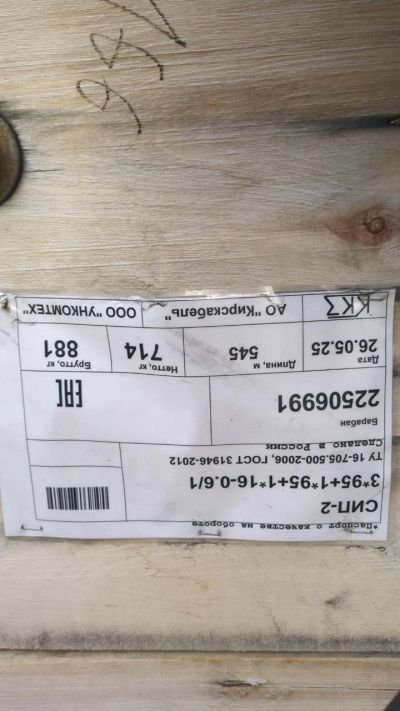 *Паспорт о качестве на обороте
СИП-2
3*95+1*95+1*16-0.6/1
ТУ 16-705.500-2006, ГОСТ 31946-2012
Сделано в России
Барабан
22506991
EAC
Дата
26.05.25
Длина, м
545
Нетто, кг
714
Брутто, кг
881
ККЗ
АО "Кирскабель"
ООО "УНКОМТЕХ"